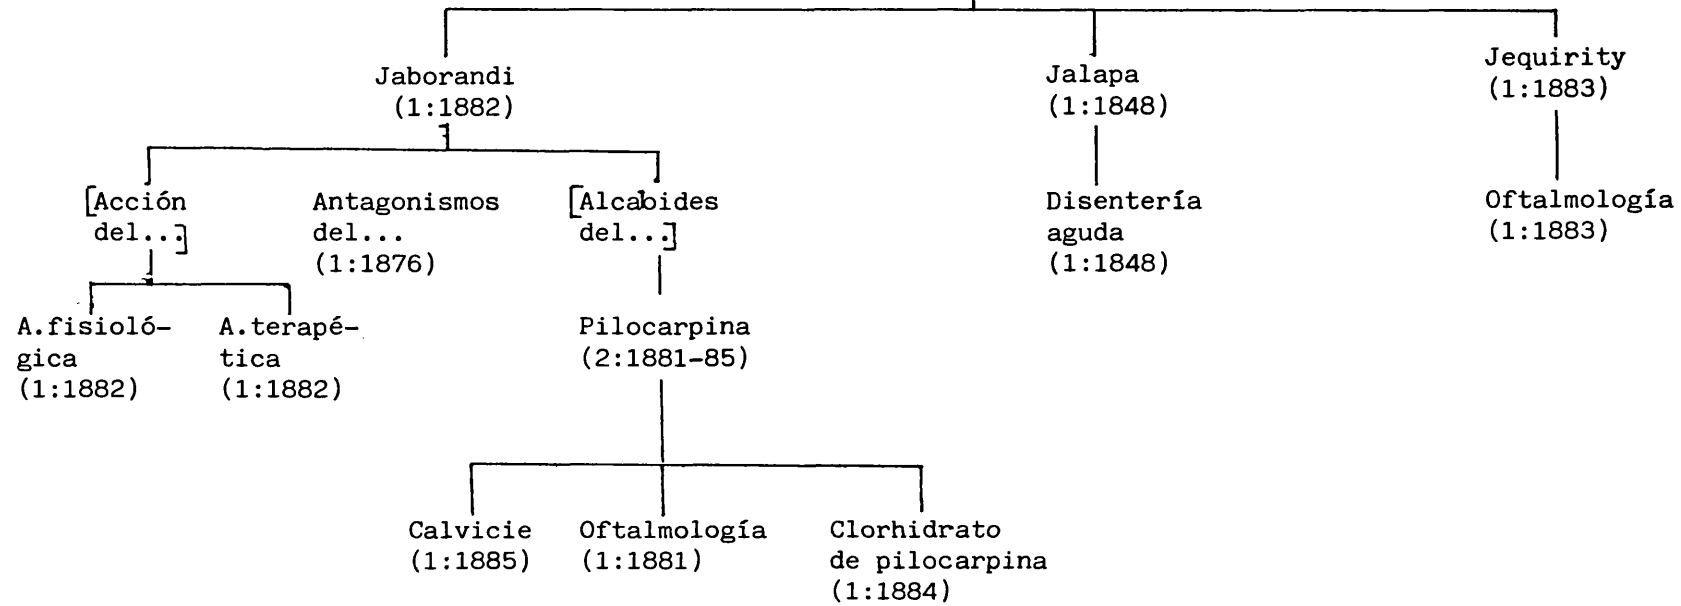 Jaborandi
(1:1882)
Jalapa
(1:1848)
Jequirity
(1:1883)
[Acción
del...]
Antagonismos
del...
(1:1876)
[Alcaloides
del...]
Disentería
aguda
(1:1848)
Oftalmología
(1:1883)
A.fisioló-
gica
(1:1882)
A.terapé-
tica
(1:1882)
Pilocarpina
(2:1881-85)
Calvicie
(1:1885)
Oftalmología
(1:1881)
Clorhidrato
de pilocarpina
(1:1884)